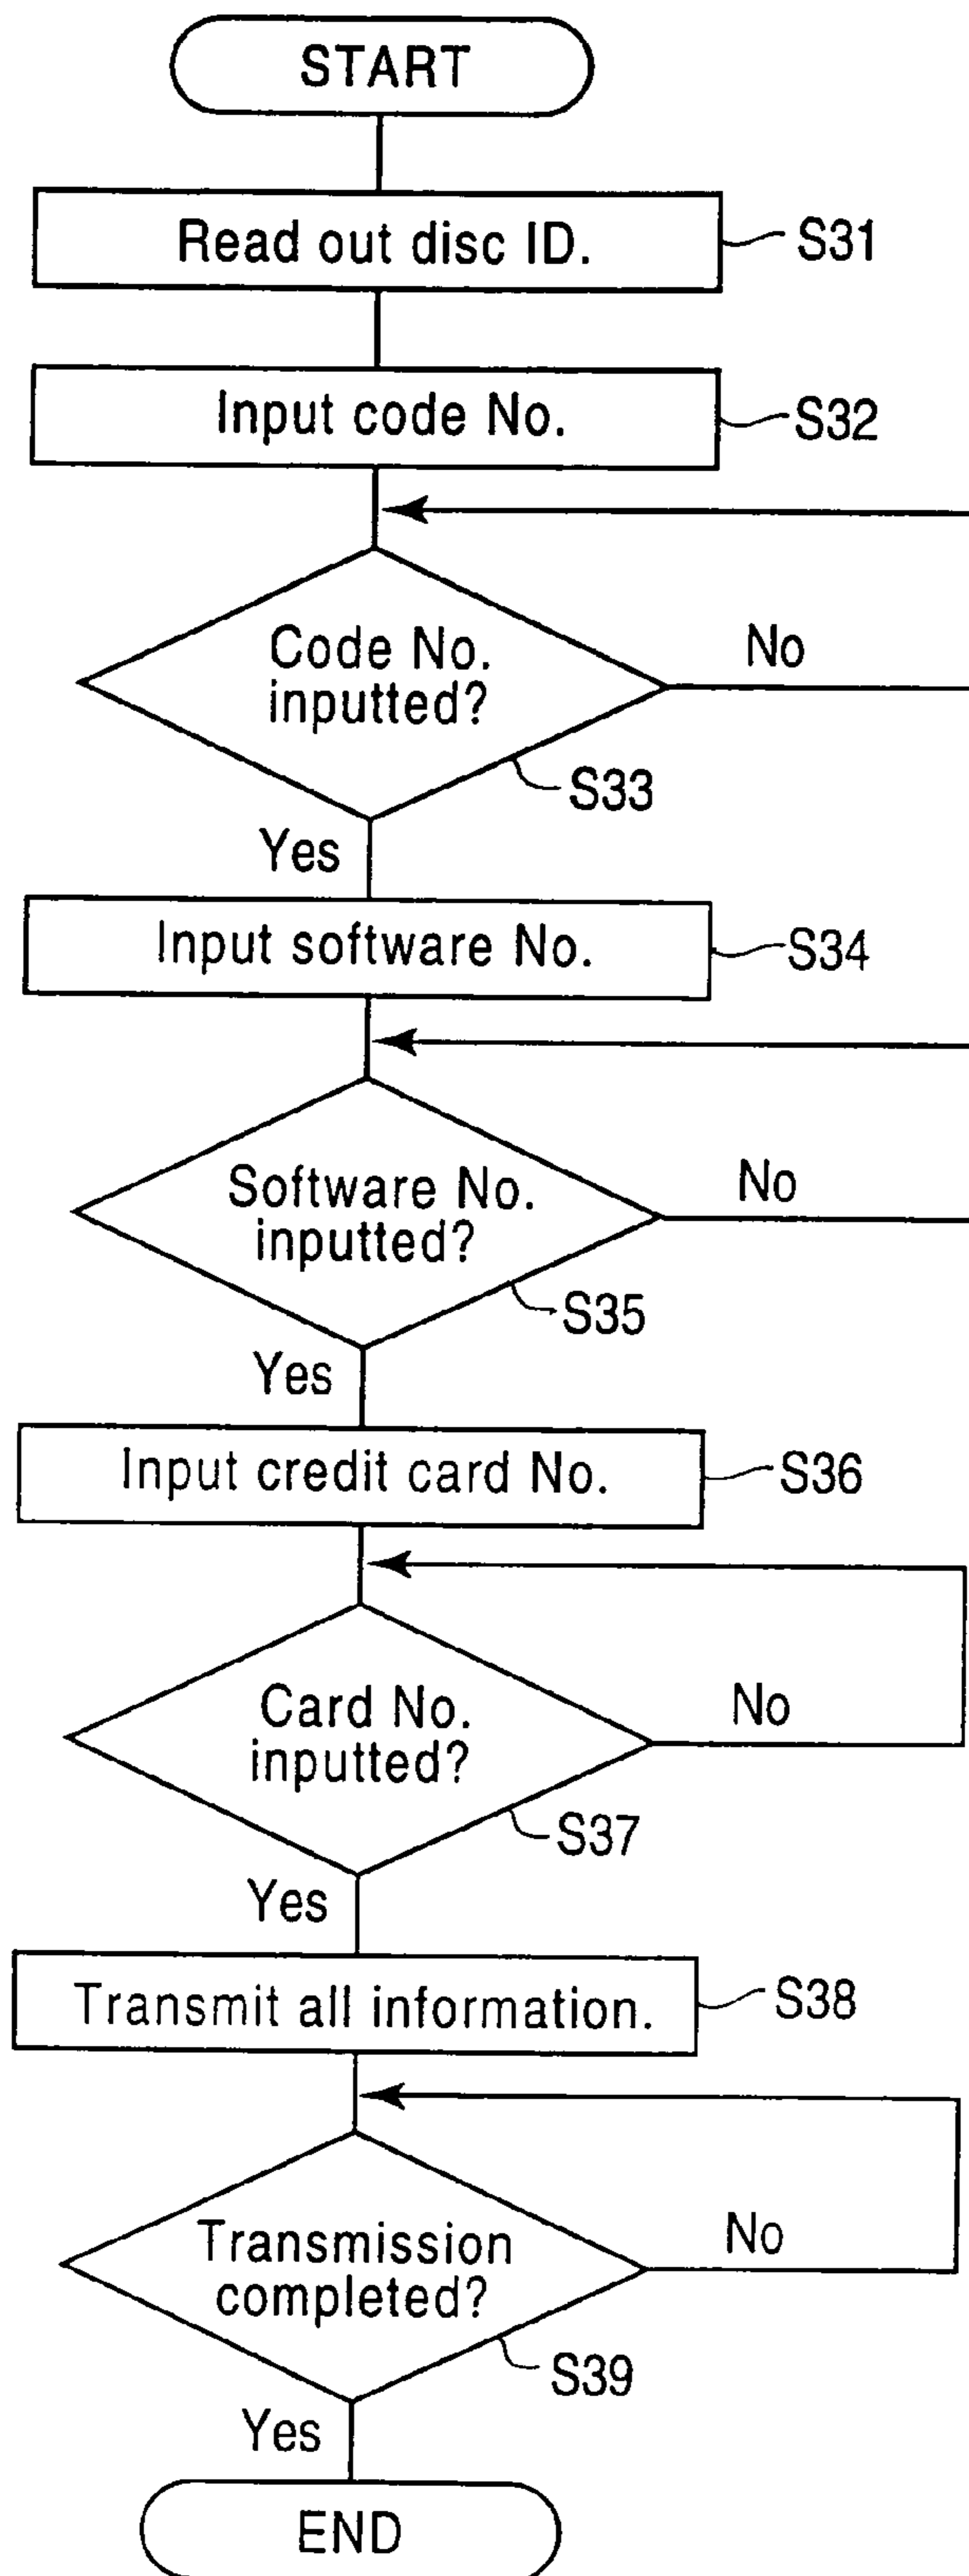 START
Read out disc ID.
S31
Input code No.
S32
Code No.
inputted?
No
S33
Yes
Input software No.
S34
Software No.
inputted?
No
S35
Yes
Input credit card No.
S36
Card No.
inputted?
No
S37
Yes
Transmit all information.
S38
Transmission
completed?
No
S39
Yes
END